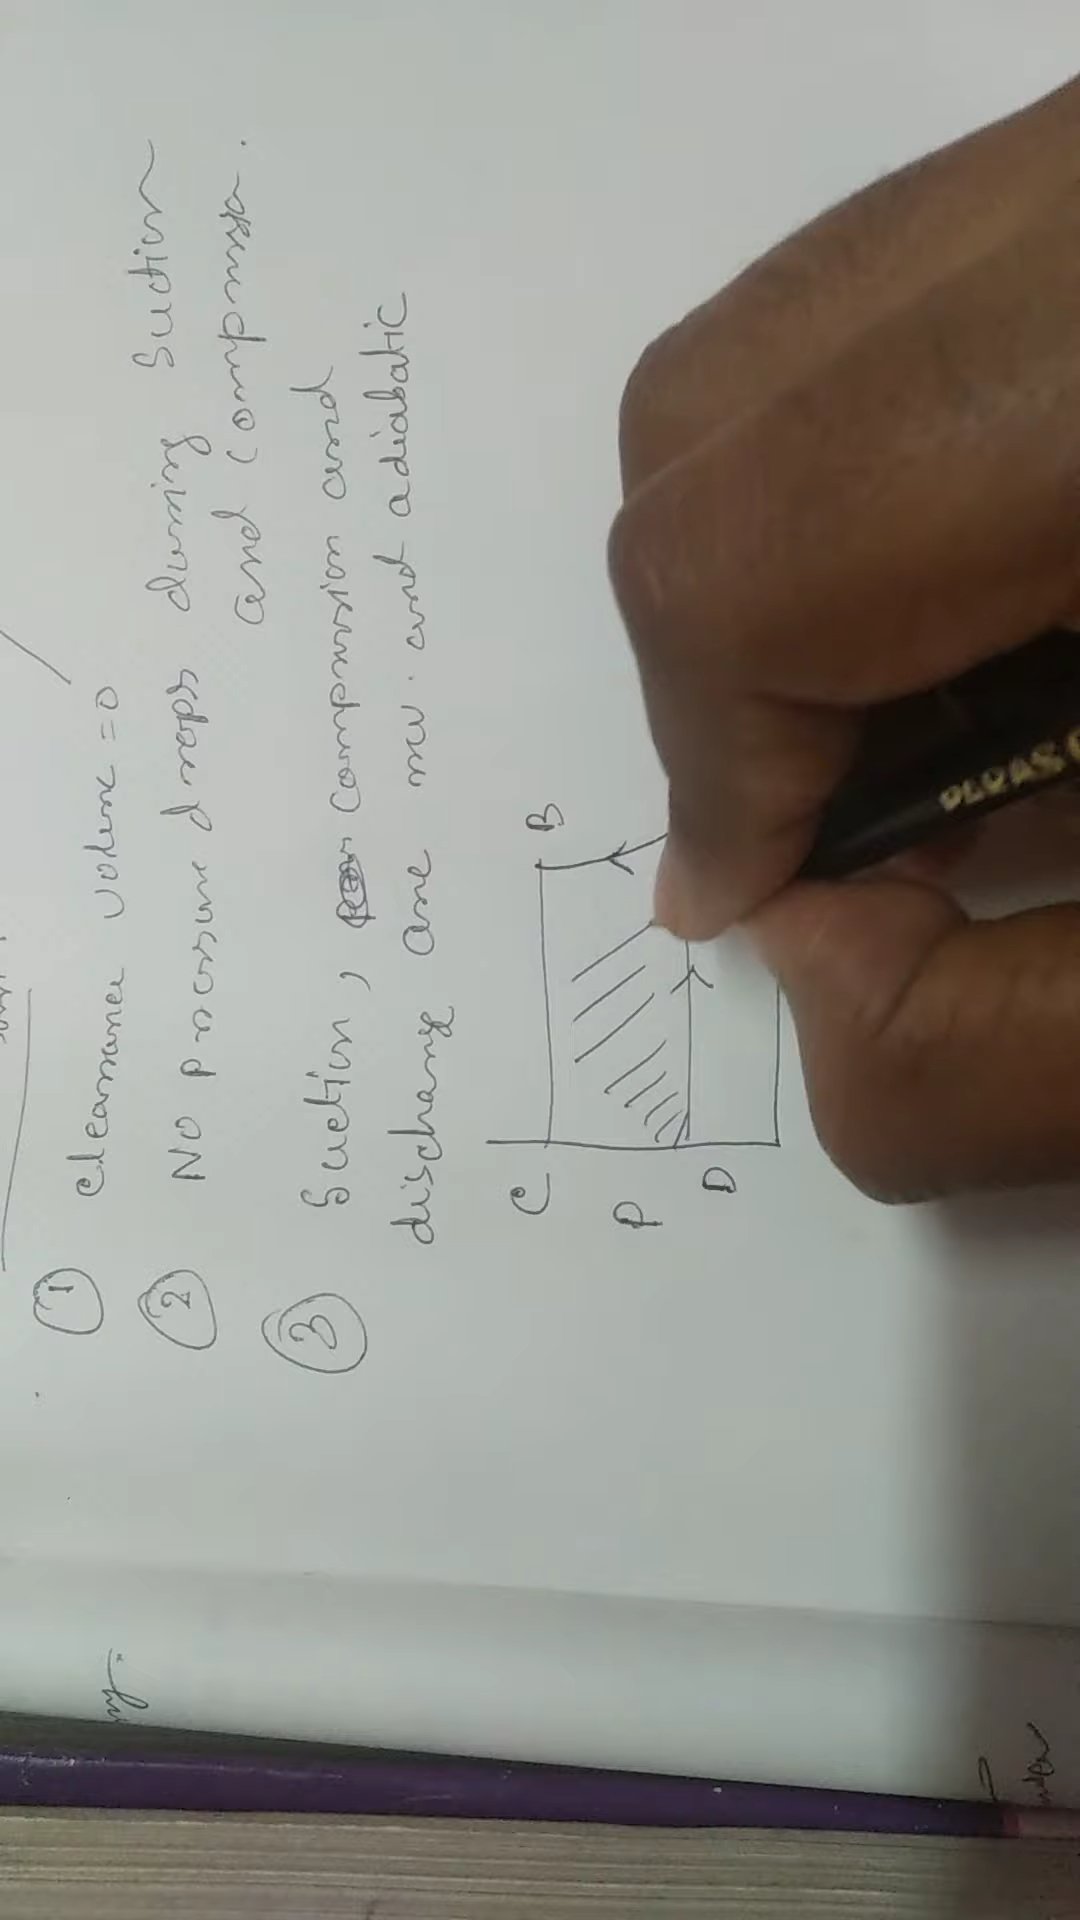 ① clearance volume = 0
② No pressure drops during suction
and compression.
③ Suction, compression and
discharge are rev. and adiabatic
C
B
P
D